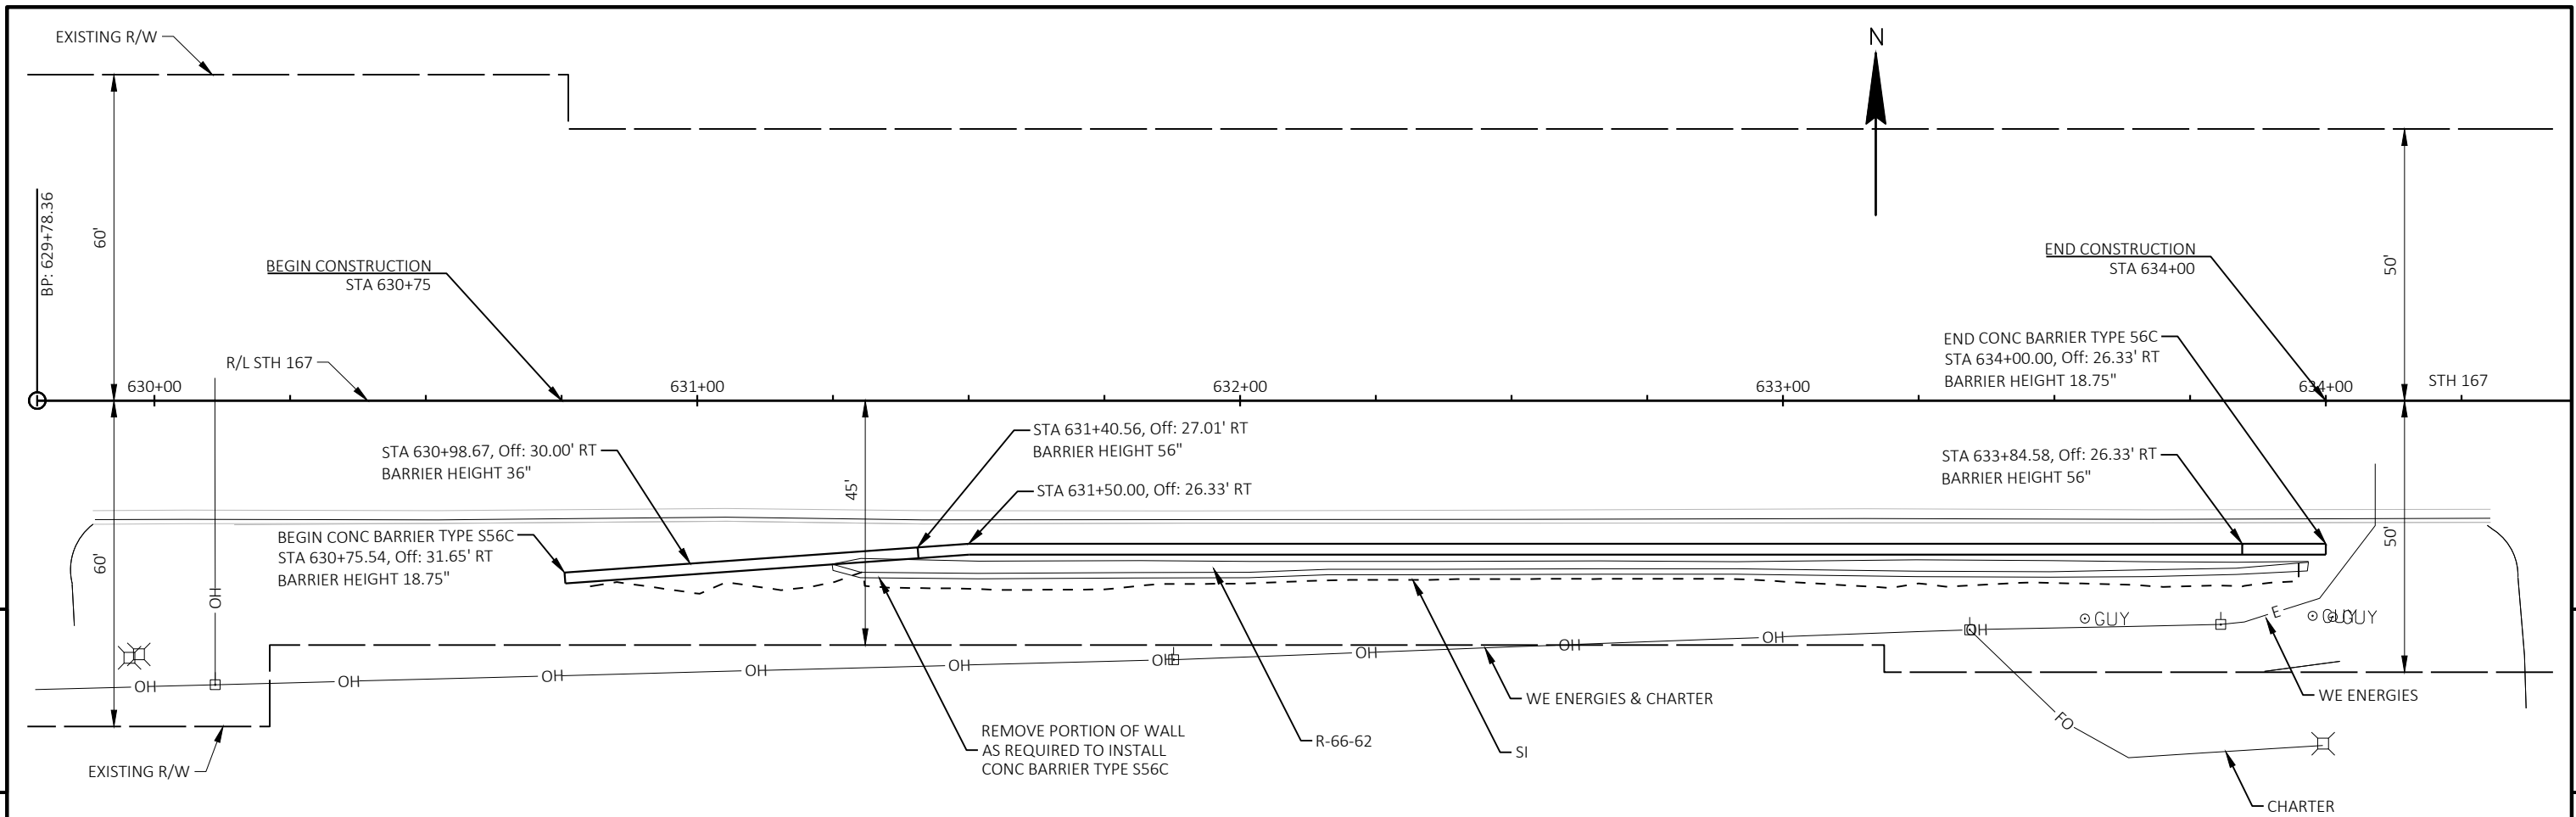 EXISTING R/W
N
BP: 629+78.36
60'
BEGIN CONSTRUCTION
STA 630+75
END CONSTRUCTION
STA 634+00
50'
R/L STH 167
END CONC BARRIER TYPE 56C
STA 634+00.00, Off: 26.33' RT
BARRIER HEIGHT 18.75"
630+00
631+00
632+00
633+00
634+00
STH 167
STA 630+98.67, Off: 30.00' RT
BARRIER HEIGHT 36"
STA 631+40.56, Off: 27.01' RT
BARRIER HEIGHT 56"
STA 633+84.58, Off: 26.33' RT
BARRIER HEIGHT 56"
45'
STA 631+50.00, Off: 26.33' RT
BEGIN CONC BARRIER TYPE S56C
STA 630+75.54, Off: 31.65' RT
BARRIER HEIGHT 18.75"
60'
50'
OH
E
GUY
GUY
GUY
OH
OH
OH
OH
OH
OH
OH
OH
OH
OH
WE ENERGIES & CHARTER
WE ENERGIES
FO
REMOVE PORTION OF WALL
AS REQUIRED TO INSTALL
CONC BARRIER TYPE S56C
R-66-62
SI
EXISTING R/W
CHARTER